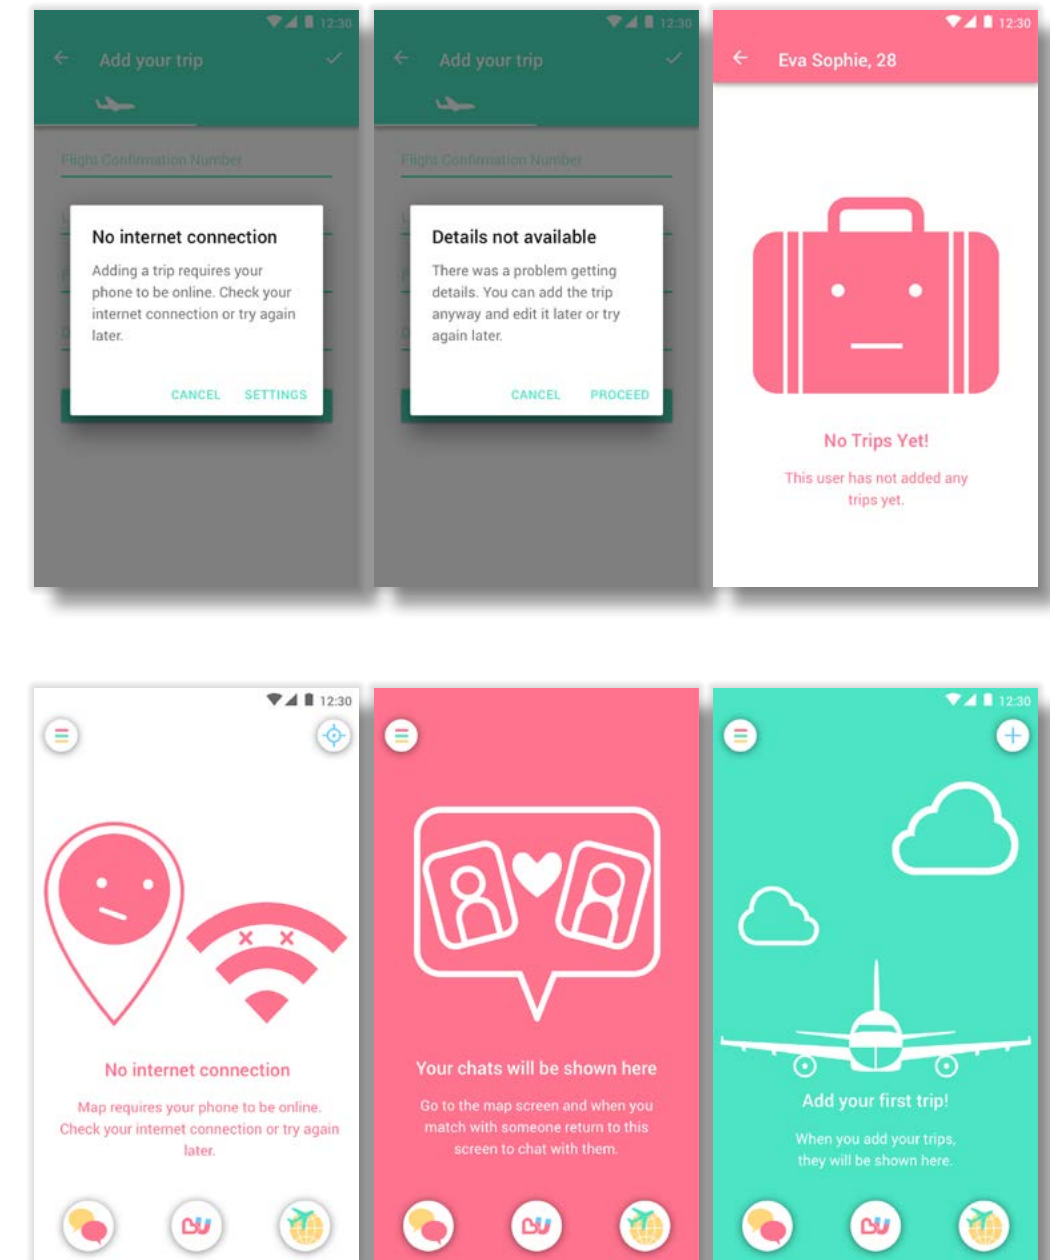 12:30
Add your trip
Flight Confirmation Number
No internet connection
Adding a trip requires your
phone to be online. Check your
internet connection or try again
later.
CANCEL SETTINGS
12:30
Add your trip
Flight Confirmation Number
Details not available
There was a problem getting
details. You can add the trip
anyway and edit it later or try
again later.
CANCEL PROCEED
12:30
Eva Sophie, 28
No Trips Yet!
This user has not added any
trips yet.
12:30
No internet connection
Map requires your phone to be online.
Check your internet connection or try again
later.
Your chats will be shown here
Go to the map screen and when you
match with someone return to this
screen to chat with them.
12:30
Add your first trip!
When you add your trips,
they will be shown here.